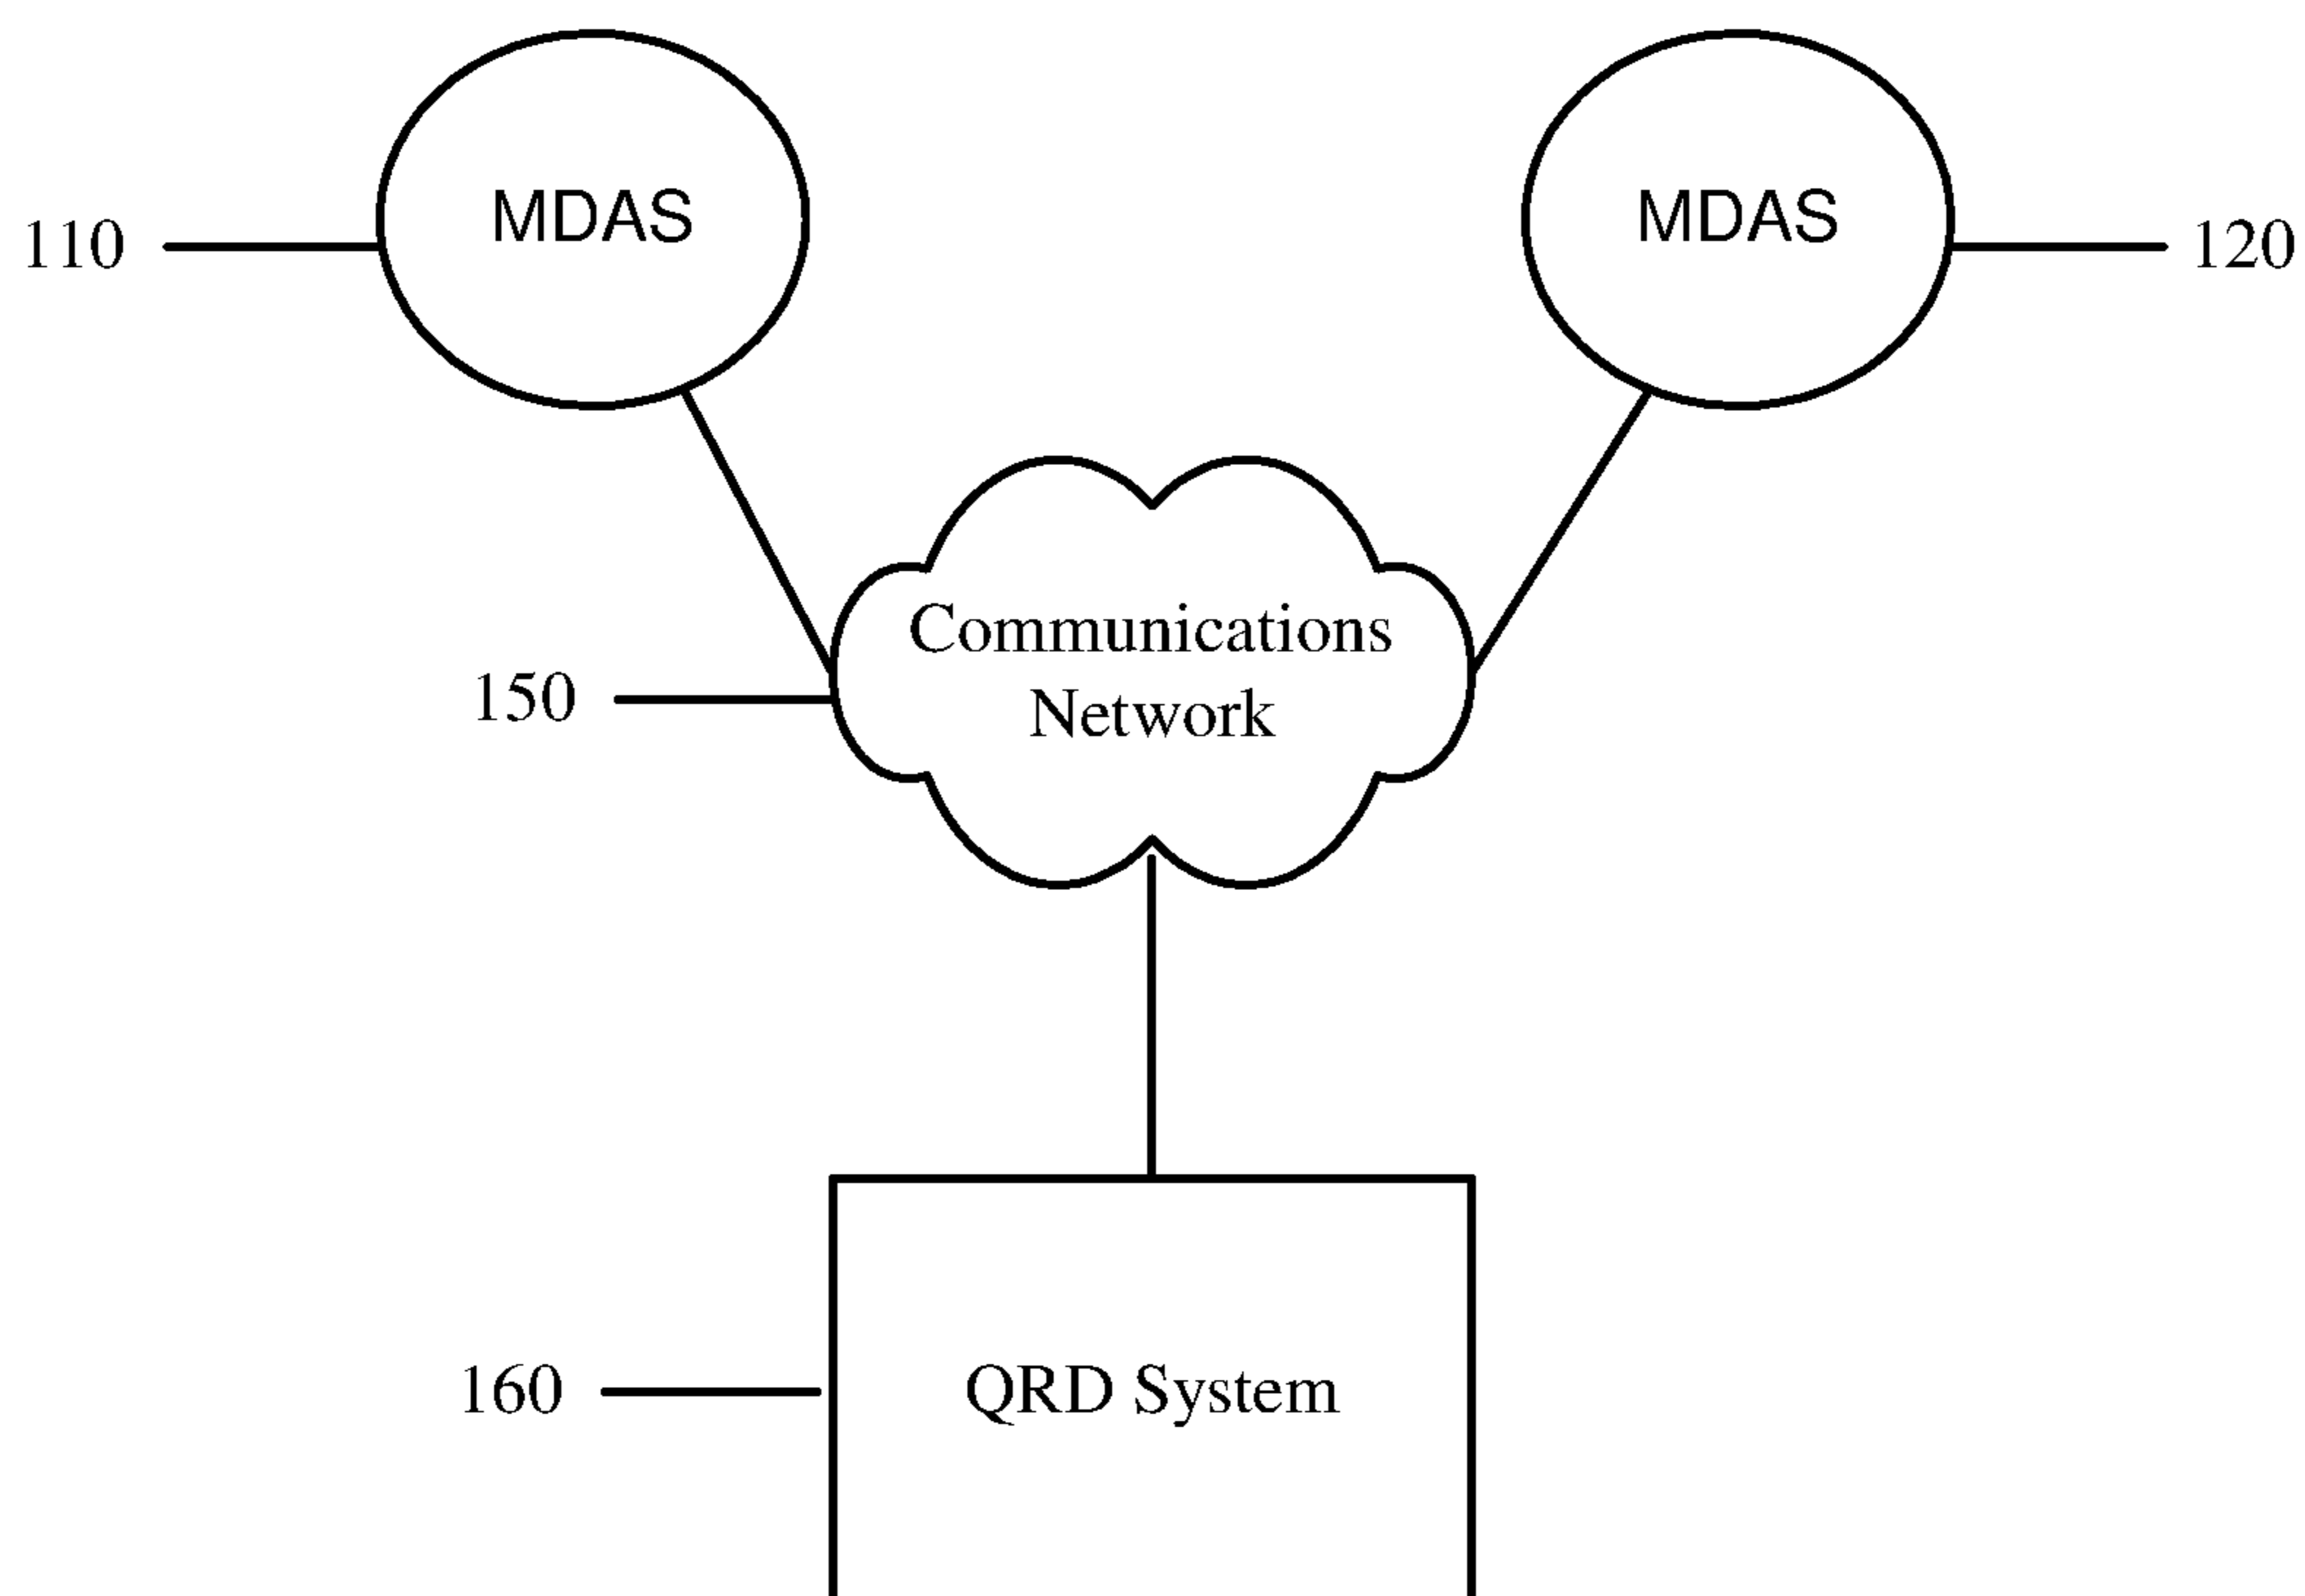 MDAS
MDAS
110
120
Communications
Network
150
QRD System
160